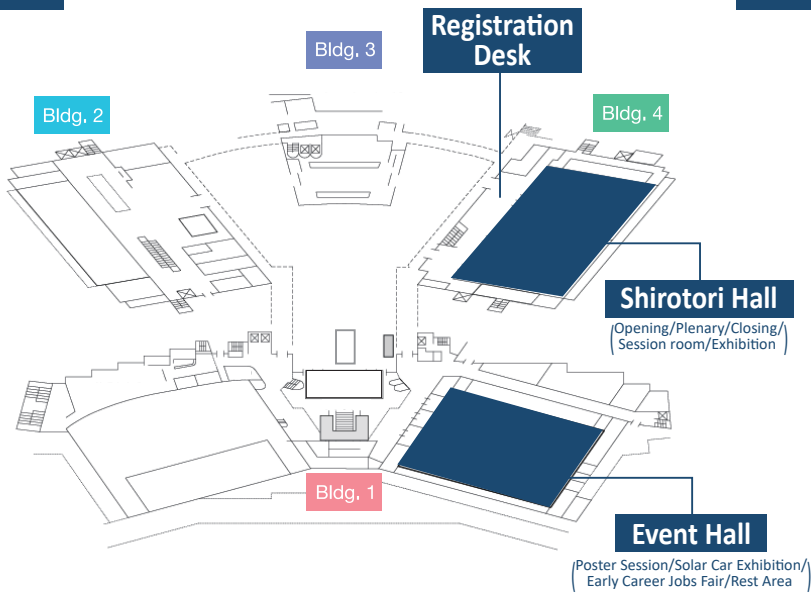 Registration
Desk
Bldg. 3
Bldg. 2
Bldg. 4
Shirotori Hall
(Opening/Plenary/Closing/
Session room/Exhibition)
Bldg. 1
Event Hall
(Poster Session/Solar Car Exhibition/
Early Career Jobs Fair/Rest Area)